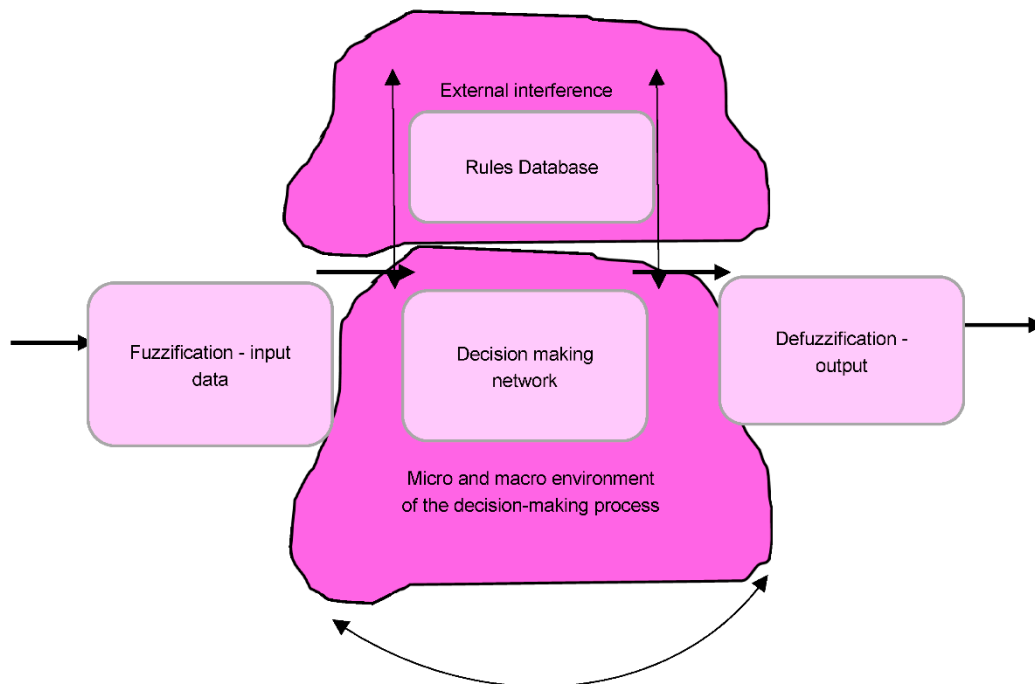 External interference
Rules Database
Fuzzification - input
data
Decision making
network
Defuzzification -
output
Micro and macro environment
of the decision-making process